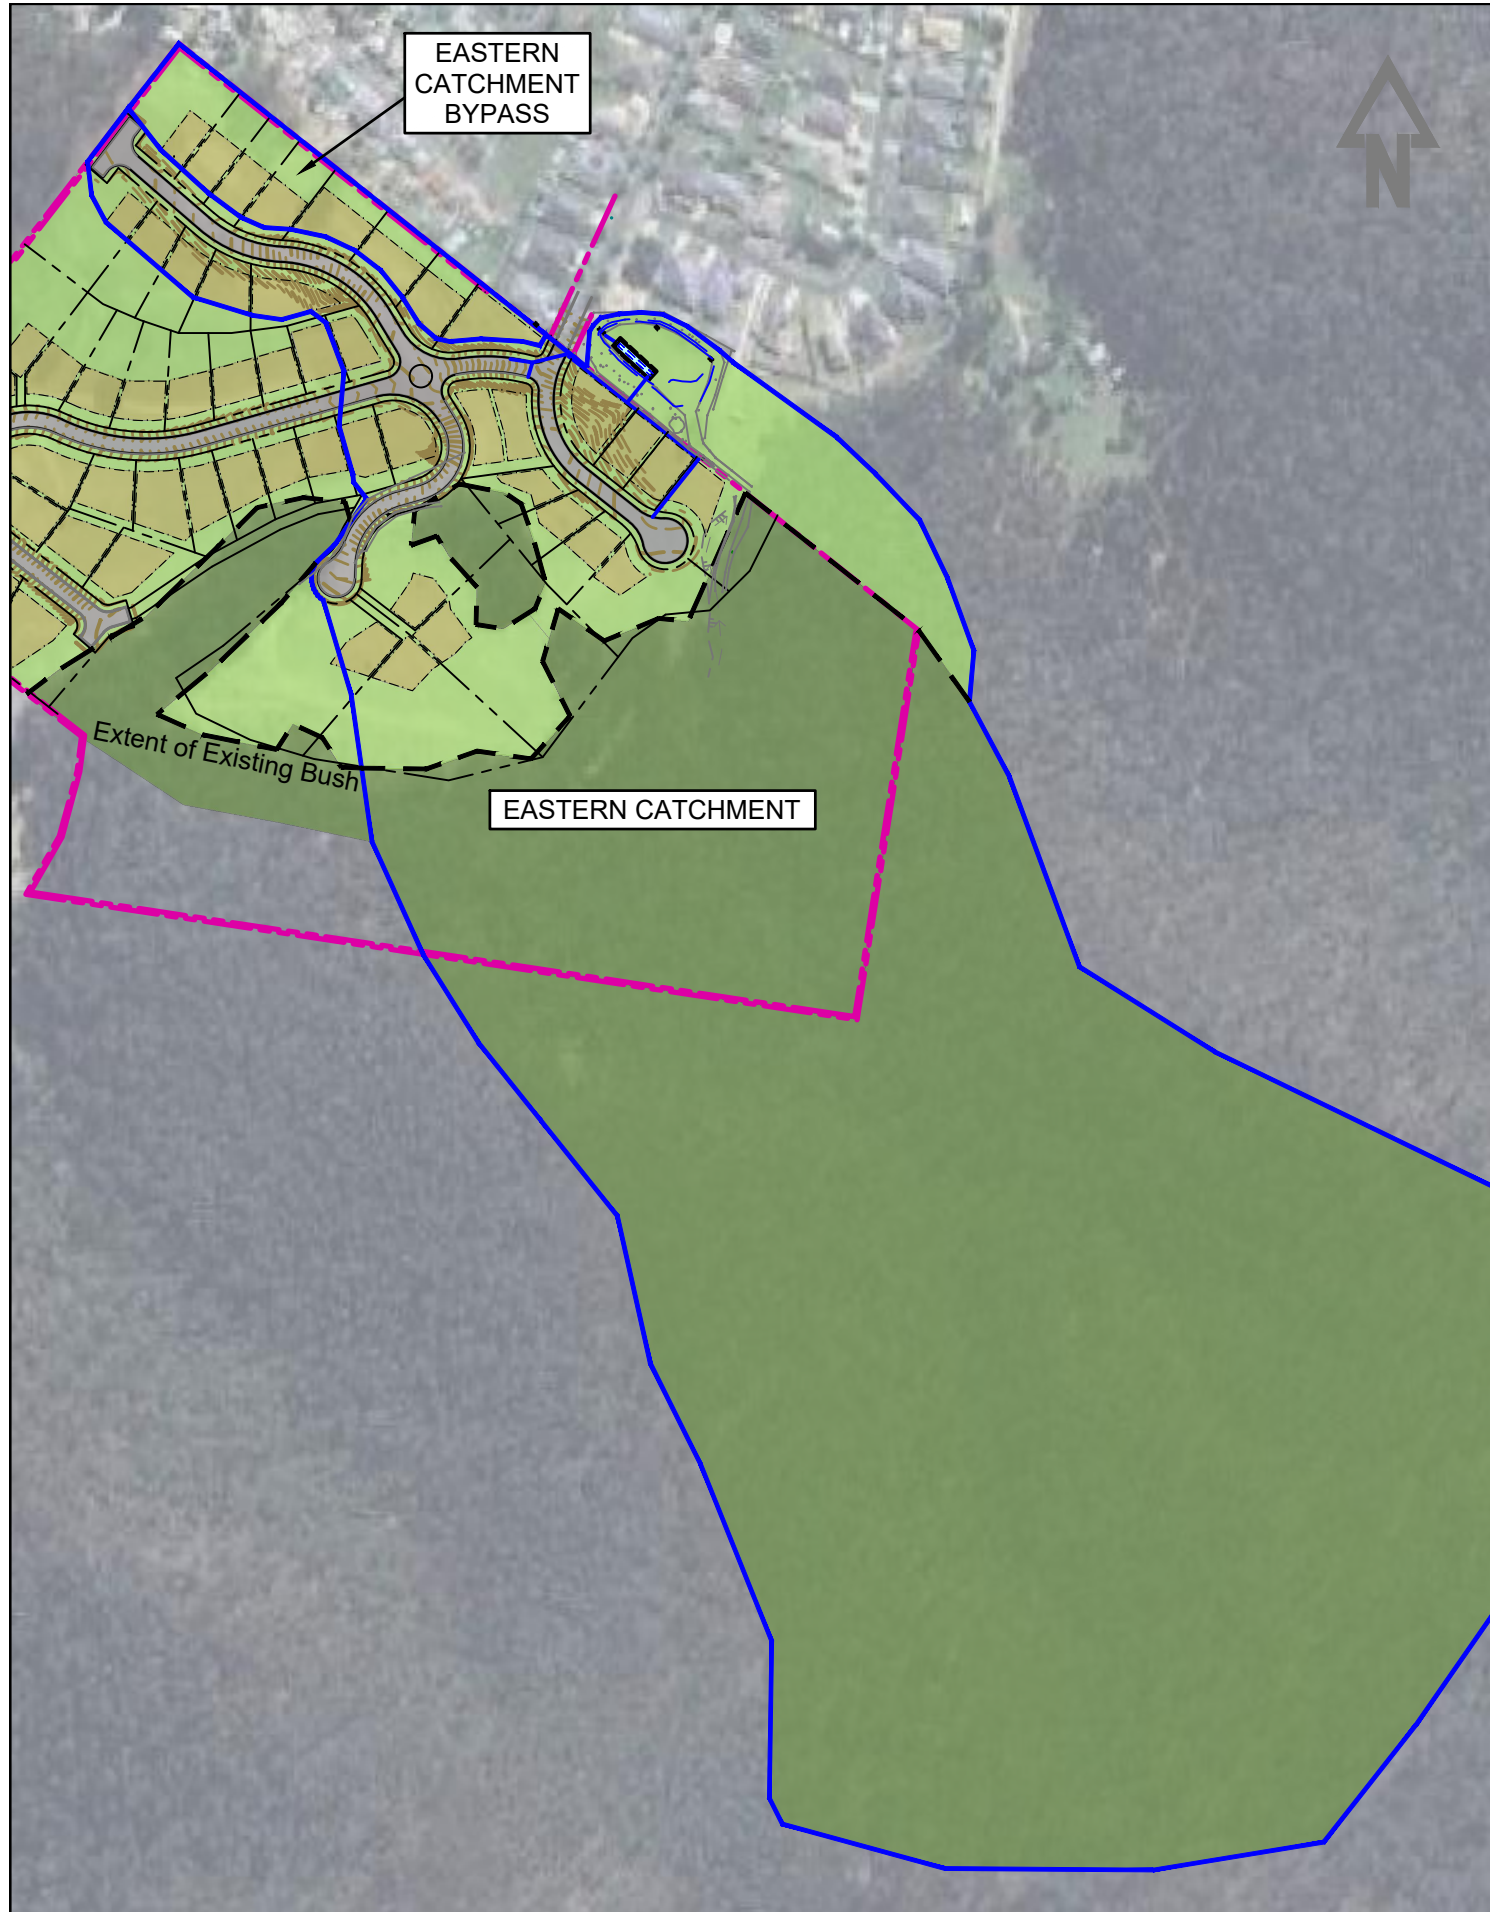 EASTERN
CATCHMENT
BYPASS
N
Extent of Existing Bush
EASTERN CATCHMENT